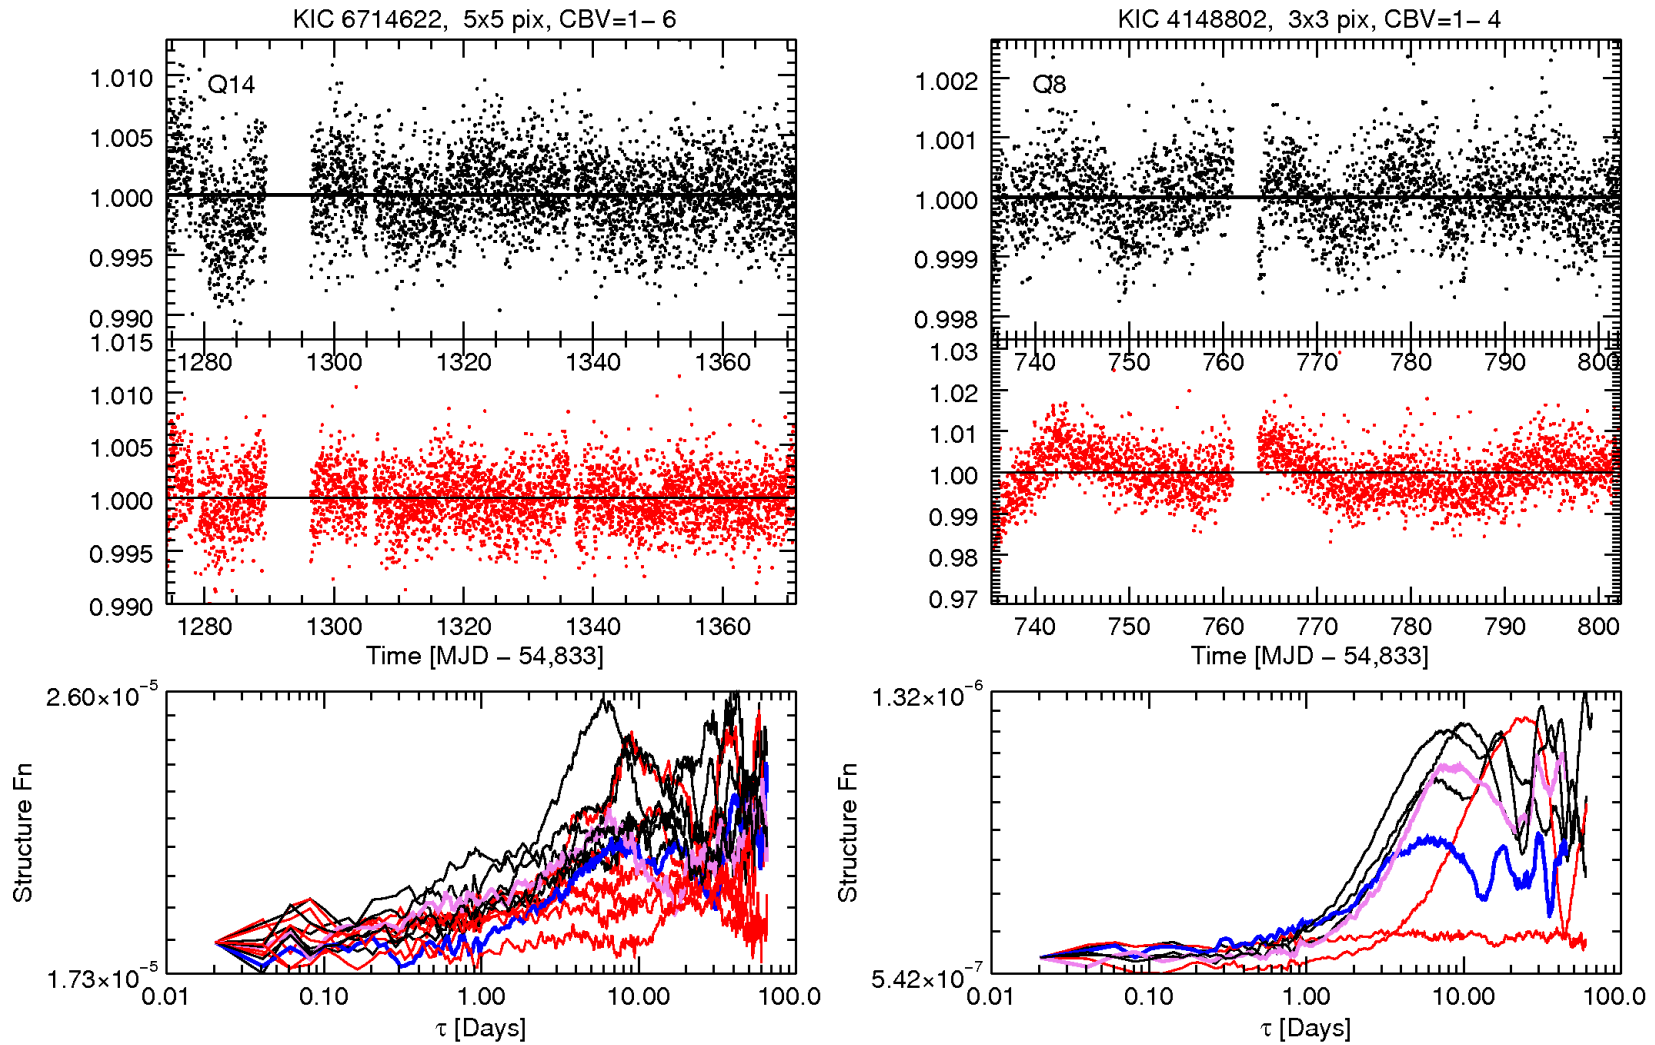 KIC 6714622, 5x5 pix, CBV=1− 6
Q14
1.010
1.005
1.000
0.995
0.990
1280 1300 1320 1340 1360
1.015
1.010
1.005
1.000
0.995
0.990
1280 1300 1320 1340 1360
Time [MJD − 54,833]
2.60×10⁻⁵
Structure Fn
1.73×10⁻⁵
0.01 0.10 1.00 10.00 100.0
τ [Days]
KIC 4148802, 3x3 pix, CBV=1− 4
Q8
1.002
1.001
1.000
0.999
0.998
740 750 760 770 780 790 800
1.03
1.02
1.01
1.00
0.99
0.98
0.97
740 750 760 770 780 790 800
Time [MJD − 54,833]
1.32×10⁻⁶
Structure Fn
5.42×10⁻⁷
0.01 0.10 1.00 10.00 100.0
τ [Days]